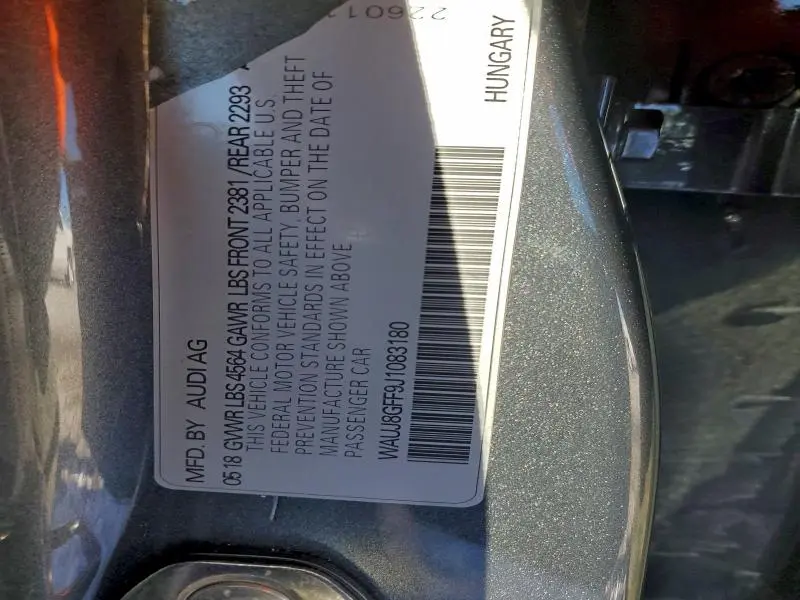 MFD. BY AUDI AG
0518 GVWR LBS 4564 GAWR LBS FRONT 2381 /REAR 2293
THIS VEHICLE CONFORMS TO ALL APPLICABLE U.S.
FEDERAL MOTOR VEHICLE SAFETY, BUMPER AND THEFT
PREVENTION STANDARDS IN EFFECT ON THE DATE OF
MANUFACTURE SHOWN ABOVE
PASSENGER CAR
WAUJ8GFF9J1083180
HUNGARY